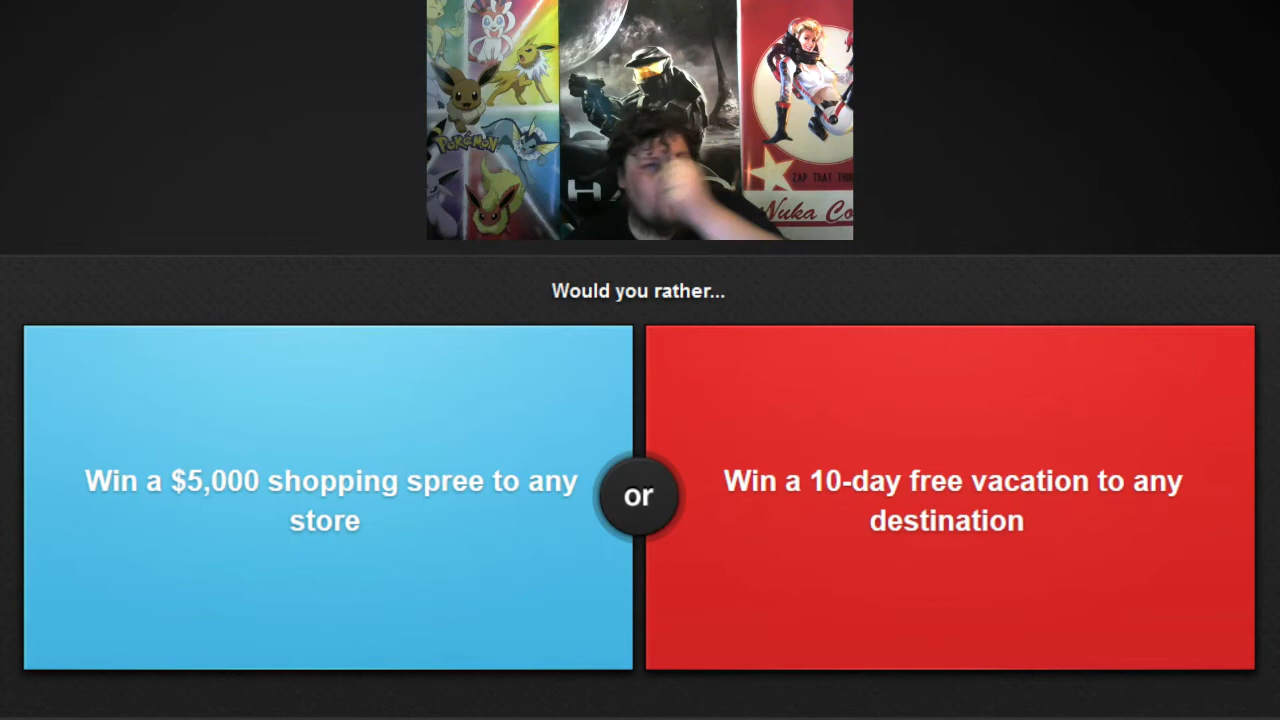 POKéMON
HA
ZAP THAT THIR
Nuka Co
Would you rather...
Win a $5,000 shopping spree to any
store
or
Win a 10-day free vacation to any
destination